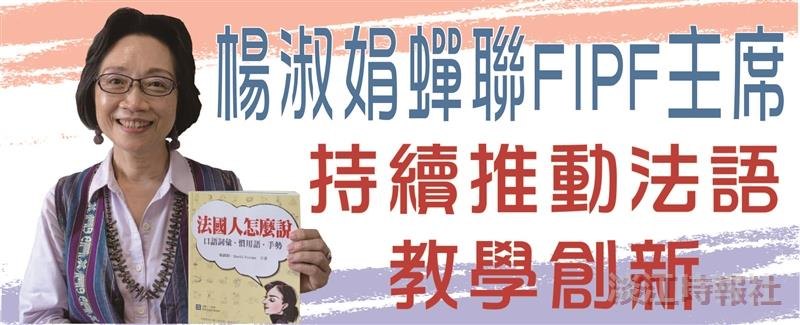 楊淑娟蟬聯FIPF主席
持續推動法語
教學創新
法國人怎麼說
口語詞彙、慣用語、手勢
淡江時報社